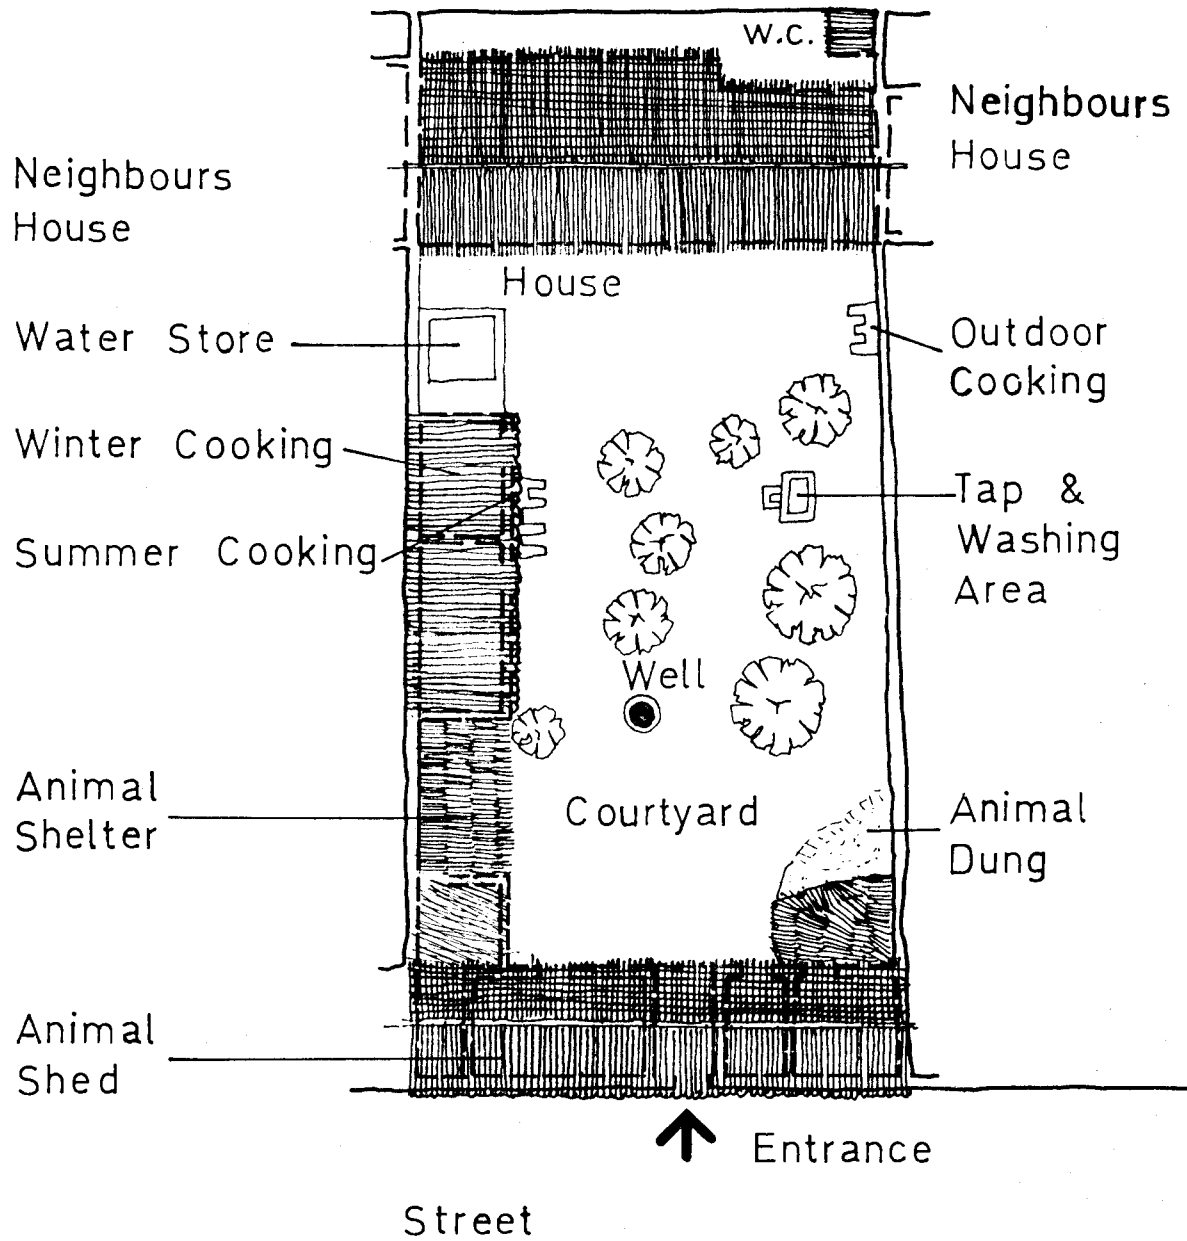 W.C.
Neighbours
House
Neighbours
House
House
Water Store
Outdoor
Cooking
Winter Cooking
Tap &
Washing
Area
Summer Cooking
Well
Animal
Shelter
Courtyard
Animal
Dung
Animal
Shed
Entrance
Street